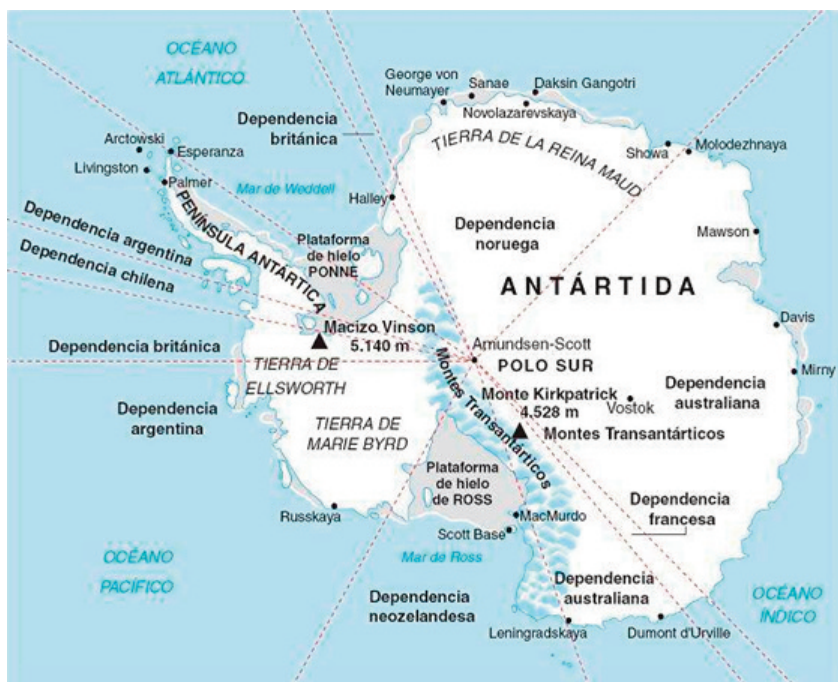 OCÉANO
ATLÁNTICO
George von
Neumayer
Sanae
Daksin Gangotri
Novolazarevskaya
Dependencia
británica
TIERRA DE LA REINA MAUD
Arctowski
Esperanza
Livingston
Palmer
Mar de Weddell
Halley
Showa
Molodezhnaya
PENÍNSULA ANTÁRTICA
Dependencia argentina
Dependencia chilena
Plataforma
de hielo
PONNE
Dependencia
noruega
Mawson
ANTÁRTIDA
Macizo Vinson
5.140 m
Dependencia británica
Amundsen-Scott
POLO SUR
Davis
Mirny
TIERRA DE
ELLSWORTH
Montes Transantárticos
Monte Kirkpatrick
4.528 m
Vostok
Dependencia
australiana
Dependencia
argentina
TIERRA DE
MARIE BYRD
Montes Transantárticos
Plataforma
de hielo
de ROSS
Dependencia
francesa
Russkaya
MacMurdo
Scott Base
OCÉANO
PACÍFICO
Mar de Ross
Dependencia
neozelandesa
Dependencia
australiana
OCÉANO
ÍNDICO
Leningradskaya
Dumont d'Urville